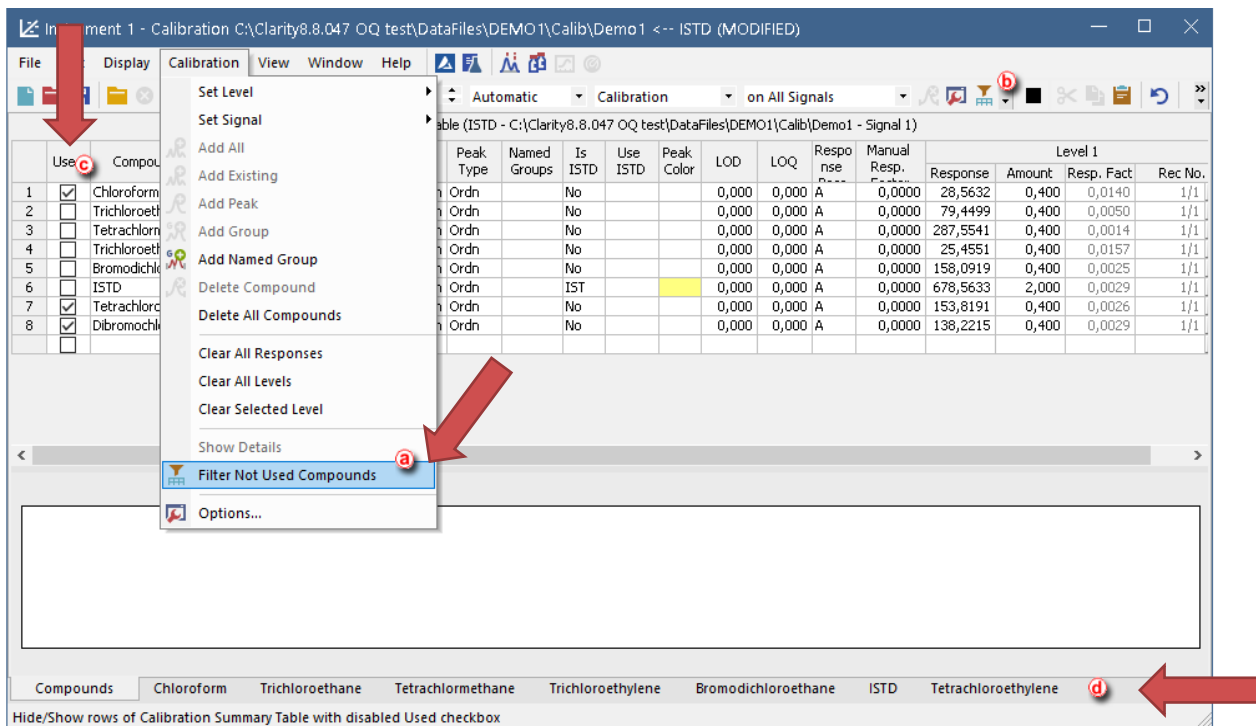 Instrument 1 - Calibration C:\Clarity8.8.047 OQ test\DataFiles\DEMO1\Calib\Demo1 <-- ISTD (MODIFIED)
File Display Calibration View Window Help
Automatic Calibration on All Signals b
Set Level
Set Signal
Add All
Add Existing
Add Peak
Add Group
Add Named Group
Delete Compound
Delete All Compounds
Clear All Responses
Clear All Levels
Clear Selected Level
Show Details
Filter Not Used Compounds a
Options...
(ISTD - C:\Clarity8.8.047 OQ test\DataFiles\DEMO1\Calib\Demo1 - Signal 1)
Used c Peak Type Named Groups Is ISTD Use ISTD Peak Color LOD LOQ Manual Resp. Level 1
Response Amount Resp. Fact Rec No.
1 Chloroform Ordn No 0,000 0,000 A 0,0000 28,5632 0,400 0,0140 1/1
2 Ordn No 0,000 0,000 A 0,0000 79,4499 0,400 0,0050 1/1
3 Ordn No 0,000 0,000 A 0,0000 287,5541 0,400 0,0014 1/1
4 Ordn No 0,000 0,000 A 0,0000 25,4551 0,400 0,0157 1/1
5 Ordn No 0,000 0,000 A 0,0000 158,0919 0,400 0,0025 1/1
6 ISTD Ordn IST 0,000 0,000 A 0,0000 678,5633 2,000 0,0029 1/1
7 Ordn No 0,000 0,000 A 0,0000 153,8191 0,400 0,0026 1/1
8 Ordn No 0,000 0,000 A 0,0000 138,2215 0,400 0,0029 1/1
Compounds Chloroform Trichloroethane Tetrachlormethane Trichloroethylene Bromodichloroethane ISTD Tetrachloroethylene d
Hide/Show rows of Calibration Summary Table with disabled Used checkbox